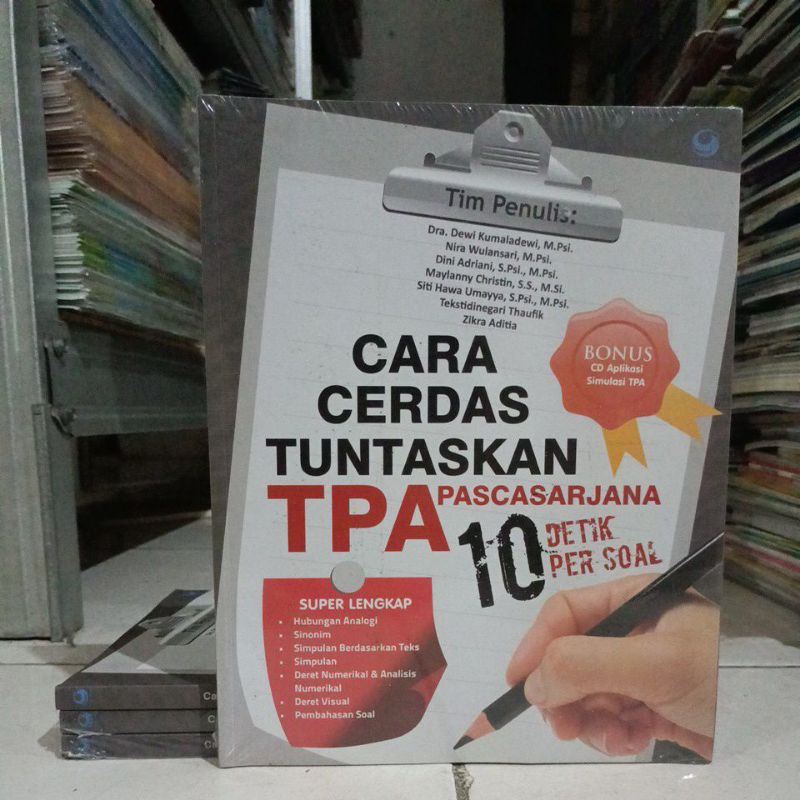 Tim Penulis:
Dra. Dewi Kumaladewi, M.Psi.
Nira Wulansari, M.Psi.
Dini Adriani, S.Psi., M.Psi.
Maylanny Christin, S.S., M.Si.
Siti Hawa Umayya, S.Psi., M.Psi.
Tekstidinegari Thaufik
Zikra Aditia
BONUS
CD Aplikasi
Simulasi TPA
CARA
CERDAS
TUNTASKAN
TPA PASCASARJANA
10 DETIK
PER SOAL
SUPER LENGKAP
• Hubungan Analogi
• Sinonim
• Simpulan Berdasarkan Teks
• Simpulan
• Deret Numerikal & Analisis
Numerikal
• Deret Visual
• Pembahasan Soal